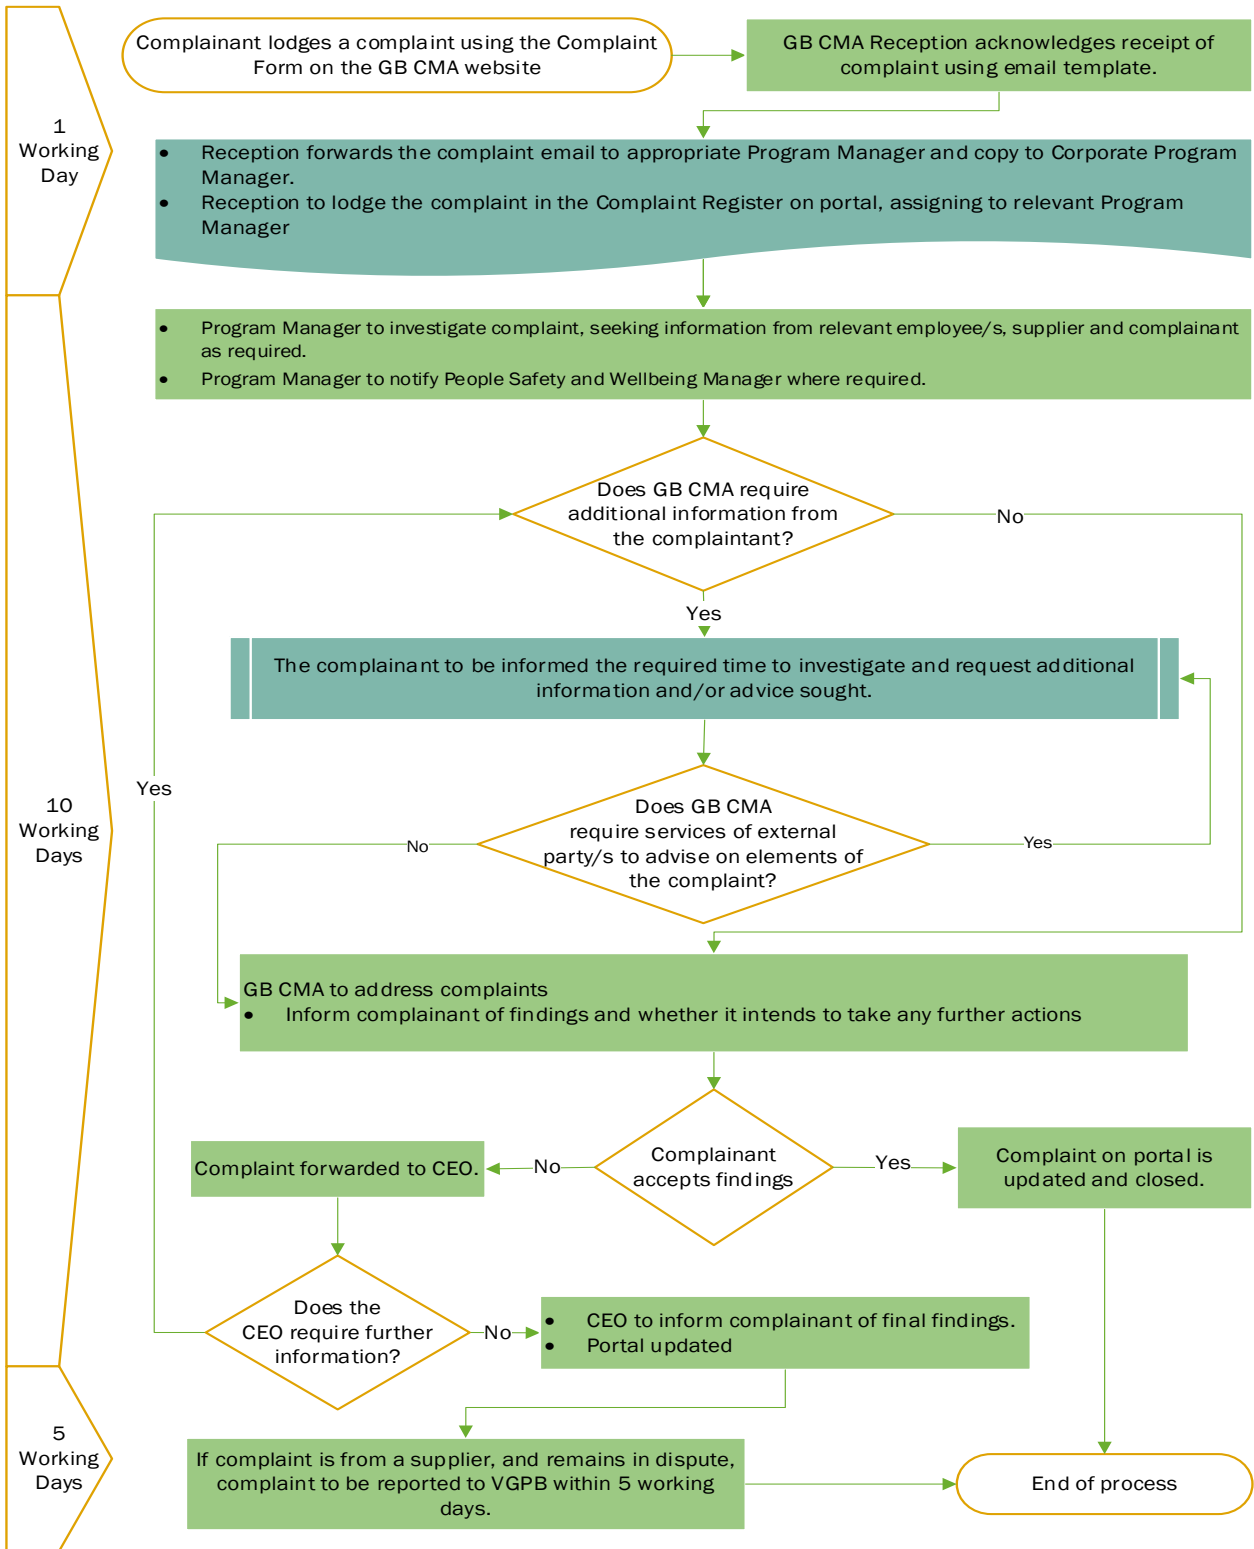 Complainant lodges a complaint using the Complaint
Form on the GB CMA website
GB CMA Reception acknowledges receipt of
complaint using email template.
1
Working
Day
• Reception forwards the complaint email to appropriate Program Manager and copy to Corporate Program
Manager.
• Reception to lodge the complaint in the Complaint Register on portal, assigning to relevant Program
Manager
• Program Manager to investigate complaint, seeking information from relevant employee/s, supplier and complainant
as required.
• Program Manager to notify People Safety and Wellbeing Manager where required.
Does GB CMA require
additional information from
the complaintant?
No
Yes
The complainant to be informed the required time to investigate and request additional
information and/or advice sought.
Yes
10
Working
Days
Does GB CMA
require services of external
party/s to advise on elements of
the complaint?
No
Yes
GB CMA to address complaints
• Inform complainant of findings and whether it intends to take any further actions
Complaint forwarded to CEO.
No
Complainant
accepts findings
Yes
Complaint on portal is
updated and closed.
Does the
CEO require further
information?
No
• CEO to inform complainant of final findings.
• Portal updated
5
Working
Days
If complaint is from a supplier, and remains in dispute,
complaint to be reported to VGPB within 5 working
days.
End of process